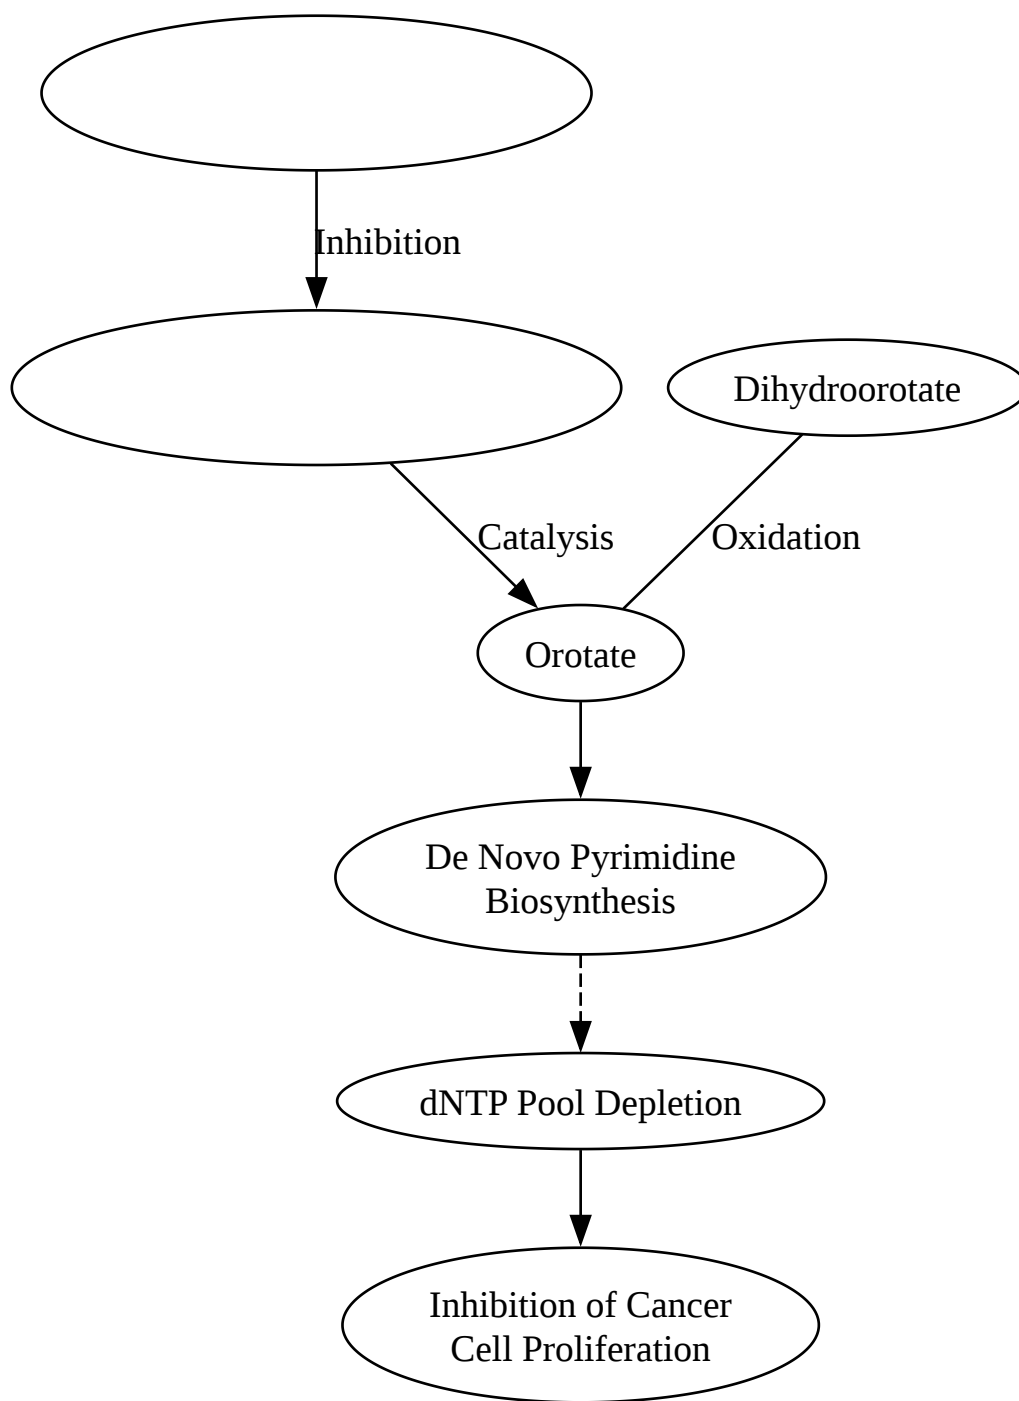 Inhibition
Dihydroorotate
Catalysis
Oxidation
Orotate
De Novo Pyrimidine
Biosynthesis
dNTP Pool Depletion
Inhibition of Cancer
Cell Proliferation